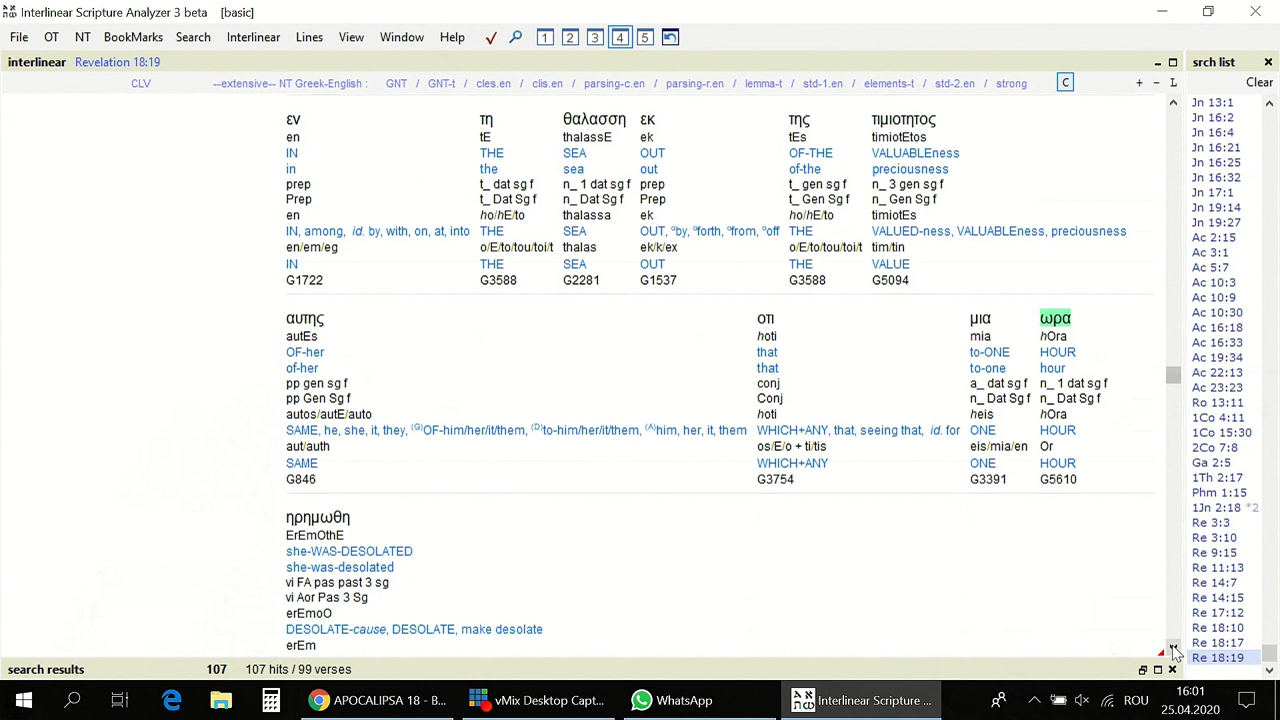 Interlinear Scripture Analyzer 3 beta [basic]
File OT NT BookMarks Search Interlinear Lines View Window Help 1 2 3 4 5
interlinear Revelation 18:19 srch list
CLV --extensive-- NT Greek-English : GNT / GNT-t / cles.en / clis.en / parsing-c.en / parsing-r.en / lemma-t / std-1.en / elements-t / std-2.en / strong C + - L Clear
εν τη θαλασση εκ της τιμιοτητος
en tE thalassE ek tEs timiotEtos
IN THE SEA OUT OF-THE VALUABLEness
in the sea out of-the preciousness
prep t_ dat sg f n_ 1 dat sg f prep t_ gen sg f n_ 3 gen sg f
Prep t_ Dat Sg f n_ Dat Sg f Prep t_ Gen Sg f n_ Gen Sg f
en ho/hE/to thalassa ek ho/hE/to timiotEs
IN, among, id. by, with, on, at, into THE SEA OUT, oby, oforth, ofrom, ooff THE VALUED-ness, VALUABLEness, preciousness
en/em/eg o/E/to/tou/toi/t thalas ek/k/ex o/E/to/tou/toi/t tim/tin
IN THE SEA OUT THE VALUE
G1722 G3588 G2281 G1537 G3588 G5094
αυτης οτι μια ωρα
autEs hoti mia hOra
OF-her that to-ONE HOUR
of-her that to-one hour
pp gen sg f conj a_ dat sg f n_ 1 dat sg f
pp Gen Sg f Conj n_ Dat Sg f n_ Dat Sg f
autos/autE/auto hoti heis hOra
SAME, he, she, it, they, (G)OF-him/her/it/them, (D)to-him/her/it/them, (A)him, her, it, them WHICH+ANY, that, seeing that, id. for ONE HOUR
aut/auth os/E/o + ti/tis eis/mia/en Or
SAME WHICH+ANY ONE HOUR
G846 G3754 G3391 G5610
ηρημωθη
ErEmOthE
she-WAS-DESOLATED
she-was-desolated
vi FA pas past 3 sg
vi Aor Pas 3 Sg
erEmoO
DESOLATE-cause, DESOLATE, make desolate
erEm
Jn 13:1
Jn 16:2
Jn 16:4
Jn 16:21
Jn 16:25
Jn 16:32
Jn 17:1
Jn 19:14
Jn 19:27
Ac 2:15
Ac 3:1
Ac 5:7
Ac 10:3
Ac 10:9
Ac 10:30
Ac 16:18
Ac 16:33
Ac 19:34
Ac 22:13
Ac 23:23
Ro 13:11
1Co 4:11
1Co 15:30
2Co 7:8
Ga 2:5
1Th 2:17
Phm 1:15
1Jn 2:18 *2
Re 3:3
Re 3:10
Re 9:15
Re 11:13
Re 14:7
Re 14:15
Re 17:12
Re 18:10
Re 18:17
Re 18:19
search results 107 107 hits / 99 verses
APOCALIPSA 18 - B... vMix Desktop Capt... WhatsApp Interlinear Scripture ... ROU 16:01
25.04.2020